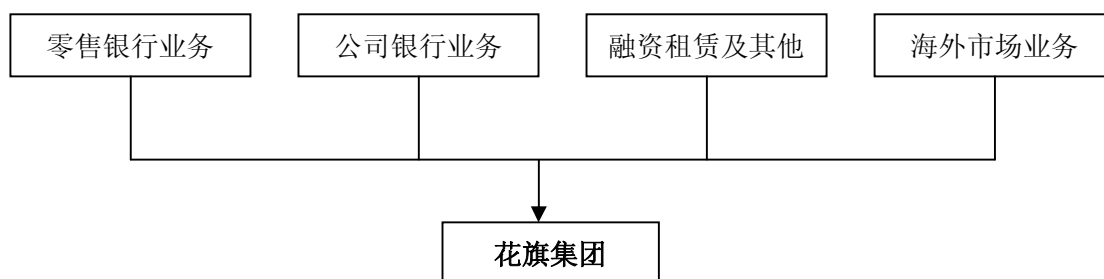 零售银行业务
公司银行业务
融资租赁及其他
海外市场业务
花旗集团